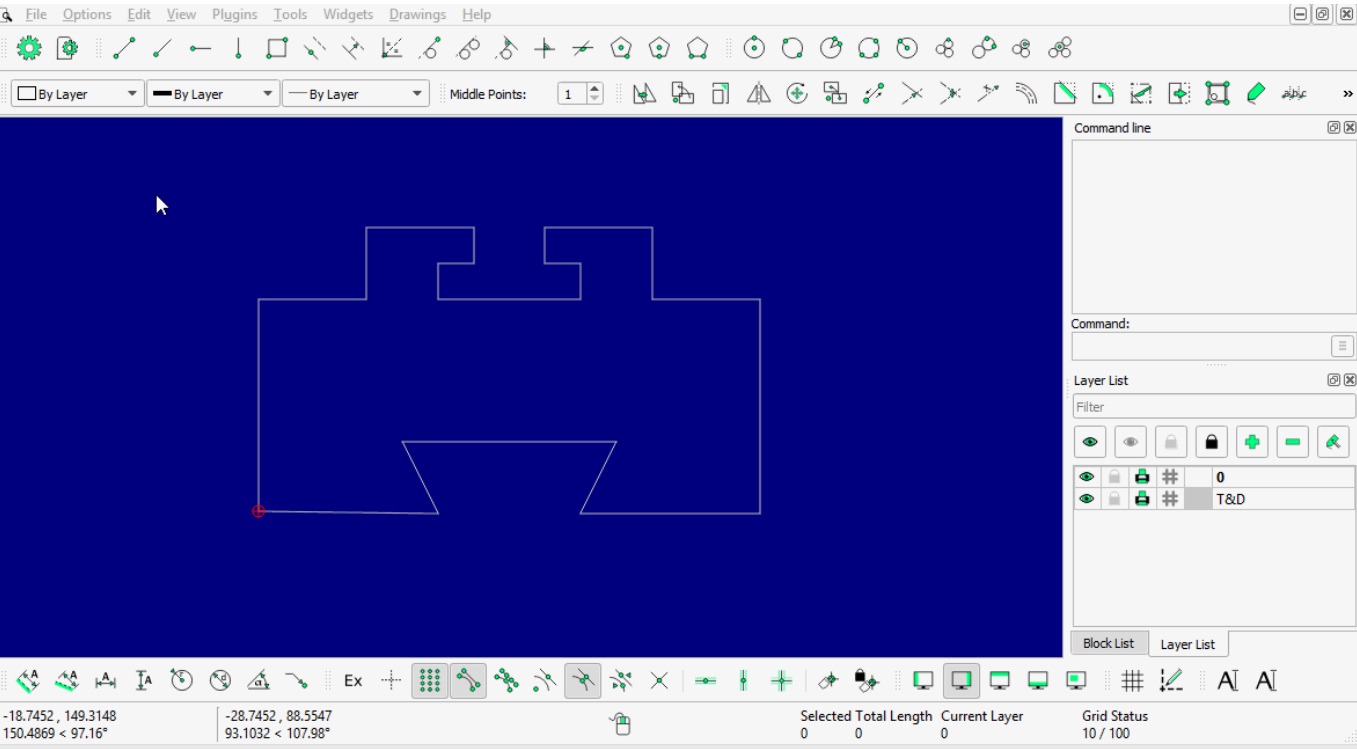 File Options Edit View Plugins Tools Widgets Drawings Help
By Layer By Layer By Layer Middle Points: 1 »
Command line
Command:
Layer List
Filter
0
T&D
Block List Layer List
Ex
-18.7452 , 149.3148 -28.7452 , 88.5547 Selected Total Length Current Layer Grid Status
150.4869 < 97.16° 93.1032 < 107.98° 0 0 0 10 / 100